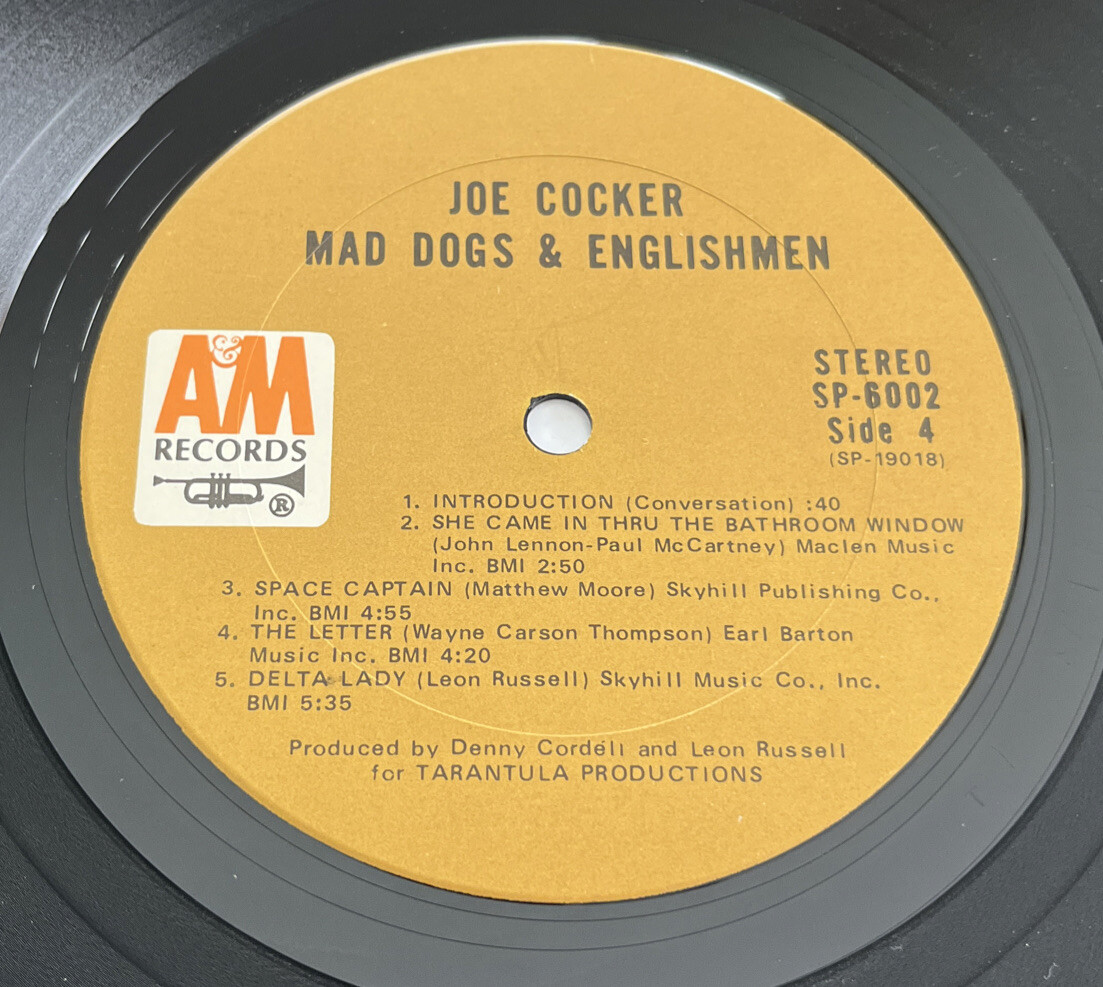 JOE COCKER
MAD DOGS & ENGLISHMEN
A&M
RECORDS
®
STEREO
SP-6002
Side 4
(SP-19018)
1. INTRODUCTION (Conversation) :40
2. SHE CAME IN THRU THE BATHROOM WINDOW
(John Lennon-Paul McCartney) Maclen Music
Inc. BMI 2:50
3. SPACE CAPTAIN (Matthew Moore) Skyhill Publishing Co.,
Inc. BMI 4:55
4. THE LETTER (Wayne Carson Thompson) Earl Barton
Music Inc. BMI 4:20
5. DELTA LADY (Leon Russell) Skyhill Music Co., Inc.
BMI 5:35
Produced by Denny Cordell and Leon Russell
for TARANTULA PRODUCTIONS